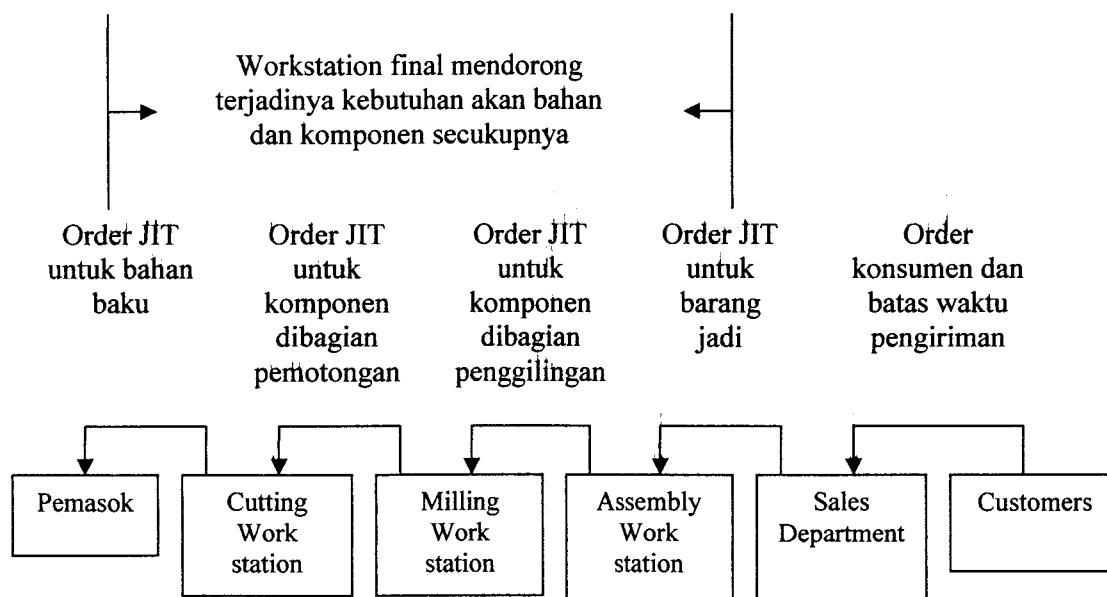 Workstation final mendorong
terjadinya kebutuhan akan bahan
dan komponen secukupnya
Order JIT
untuk bahan
baku
Order JIT
untuk
komponen
dibagian
pemotongan
Order JIT
untuk
komponen
dibagian
penggilingan
Order JIT
untuk
barang
jadi
Order
konsumen dan
batas waktu
pengiriman
Pemasok
Cutting
Work
station
Milling
Work
station
Assembly
Work
station
Sales
Department
Customers